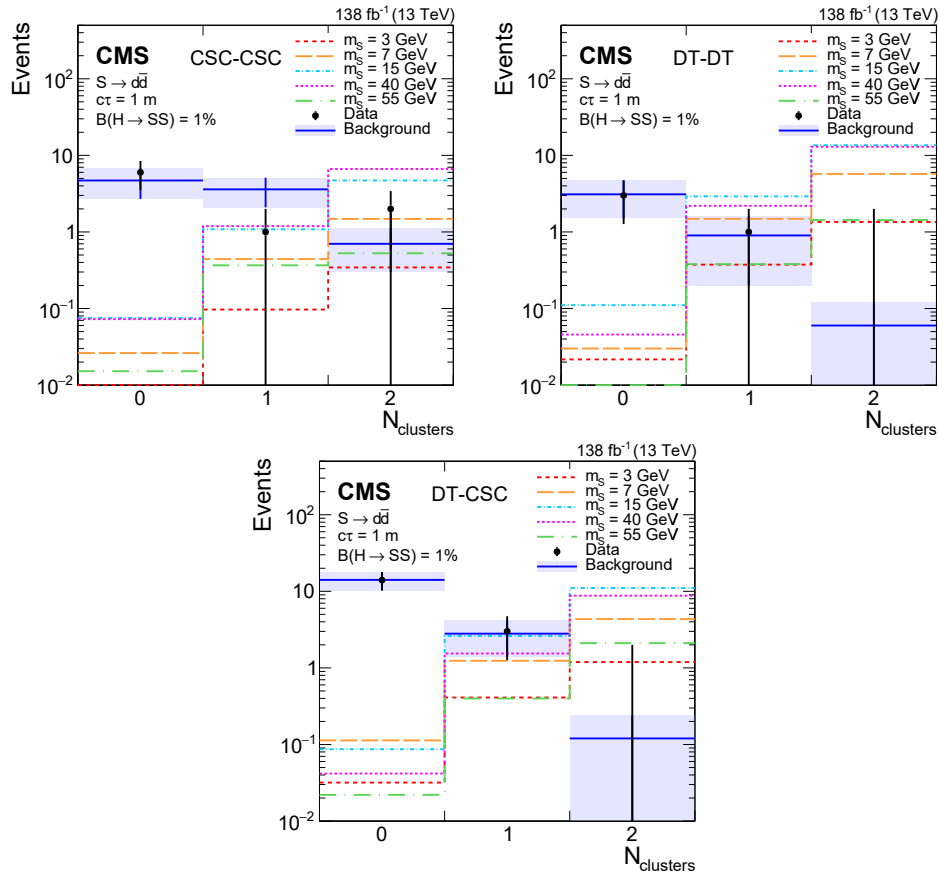 138 fb⁻¹ (13 TeV)
Events
CMS CSC-CSC
S → dd̅
cτ = 1 m
B(H → SS) = 1%
m_S = 3 GeV
m_S = 7 GeV
m_S = 15 GeV
m_S = 40 GeV
m_S = 55 GeV
Data
Background
10²
10
1
10⁻¹
10⁻²
0 1 2
N_clusters
138 fb⁻¹ (13 TeV)
Events
CMS DT-DT
S → dd̅
cτ = 1 m
B(H → SS) = 1%
m_S = 3 GeV
m_S = 7 GeV
m_S = 15 GeV
m_S = 40 GeV
m_S = 55 GeV
Data
Background
10²
10
1
10⁻¹
10⁻²
0 1 2
N_clusters
138 fb⁻¹ (13 TeV)
Events
CMS DT-CSC
S → dd̅
cτ = 1 m
B(H → SS) = 1%
m_S = 3 GeV
m_S = 7 GeV
m_S = 15 GeV
m_S = 40 GeV
m_S = 55 GeV
Data
Background
10²
10
1
10⁻¹
10⁻²
0 1 2
N_clusters